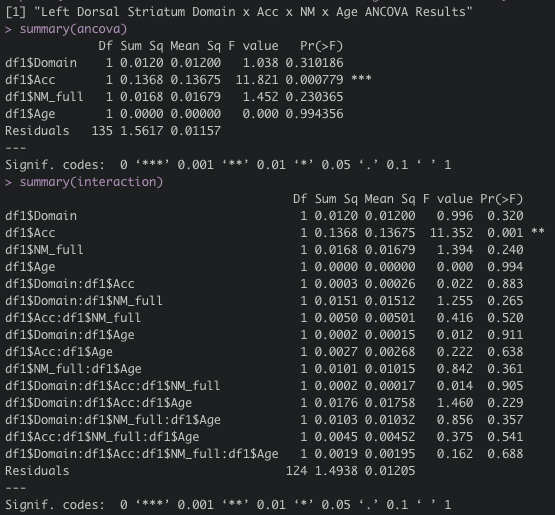 [1] "Left Dorsal Striatum Domain x Acc x NM x Age ANCOVA Results"
> summary(ancova)
             Df Sum Sq Mean Sq F value   Pr(>F)
df1$Domain    1 0.0120 0.01200   1.038 0.310186
df1$Acc       1 0.1368 0.13675  11.821 0.000779 ***
df1$NM_full   1 0.0168 0.01679   1.452 0.230365
df1$Age       1 0.0000 0.00000   0.000 0.994356
Residuals   135 1.5617 0.01157
---
Signif. codes:  0 ‘***’ 0.001 ‘**’ 0.01 ‘*’ 0.05 ‘.’ 0.1 ‘ ’ 1
> summary(interaction)
                                        Df Sum Sq Mean Sq F value Pr(>F)
df1$Domain                               1 0.0120 0.01200   0.996  0.320
df1$Acc                                  1 0.1368 0.13675  11.352  0.001 **
df1$NM_full                              1 0.0168 0.01679   1.394  0.240
df1$Age                                  1 0.0000 0.00000   0.000  0.994
df1$Domain:df1$Acc                       1 0.0003 0.00026   0.022  0.883
df1$Domain:df1$NM_full                   1 0.0151 0.01512   1.255  0.265
df1$Acc:df1$NM_full                      1 0.0050 0.00501   0.416  0.520
df1$Domain:df1$Age                       1 0.0002 0.00015   0.012  0.911
df1$Acc:df1$Age                          1 0.0027 0.00268   0.222  0.638
df1$NM_full:df1$Age                      1 0.0101 0.01015   0.842  0.361
df1$Domain:df1$Acc:df1$NM_full           1 0.0002 0.00017   0.014  0.905
df1$Domain:df1$Acc:df1$Age               1 0.0176 0.01758   1.460  0.229
df1$Domain:df1$NM_full:df1$Age           1 0.0103 0.01032   0.856  0.357
df1$Acc:df1$NM_full:df1$Age              1 0.0045 0.00452   0.375  0.541
df1$Domain:df1$Acc:df1$NM_full:df1$Age   1 0.0019 0.00195   0.162  0.688
Residuals                              124 1.4938 0.01205
---
Signif. codes:  0 ‘***’ 0.001 ‘**’ 0.01 ‘*’ 0.05 ‘.’ 0.1 ‘ ’ 1